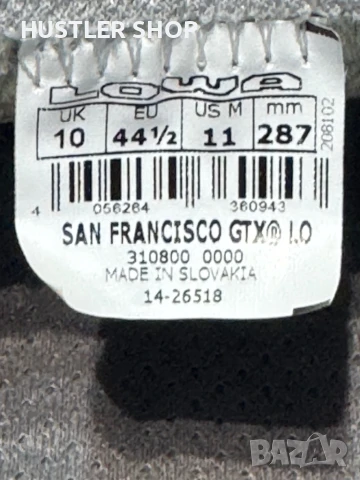 HUSTLER SHOP
LOWA
UK EU US M mm
10 44½ 11 287
208102
4 056264 360943
SAN FRANCISCO GTX® LO
310800 0000
MADE IN SLOVAKIA
14-26518
bazar